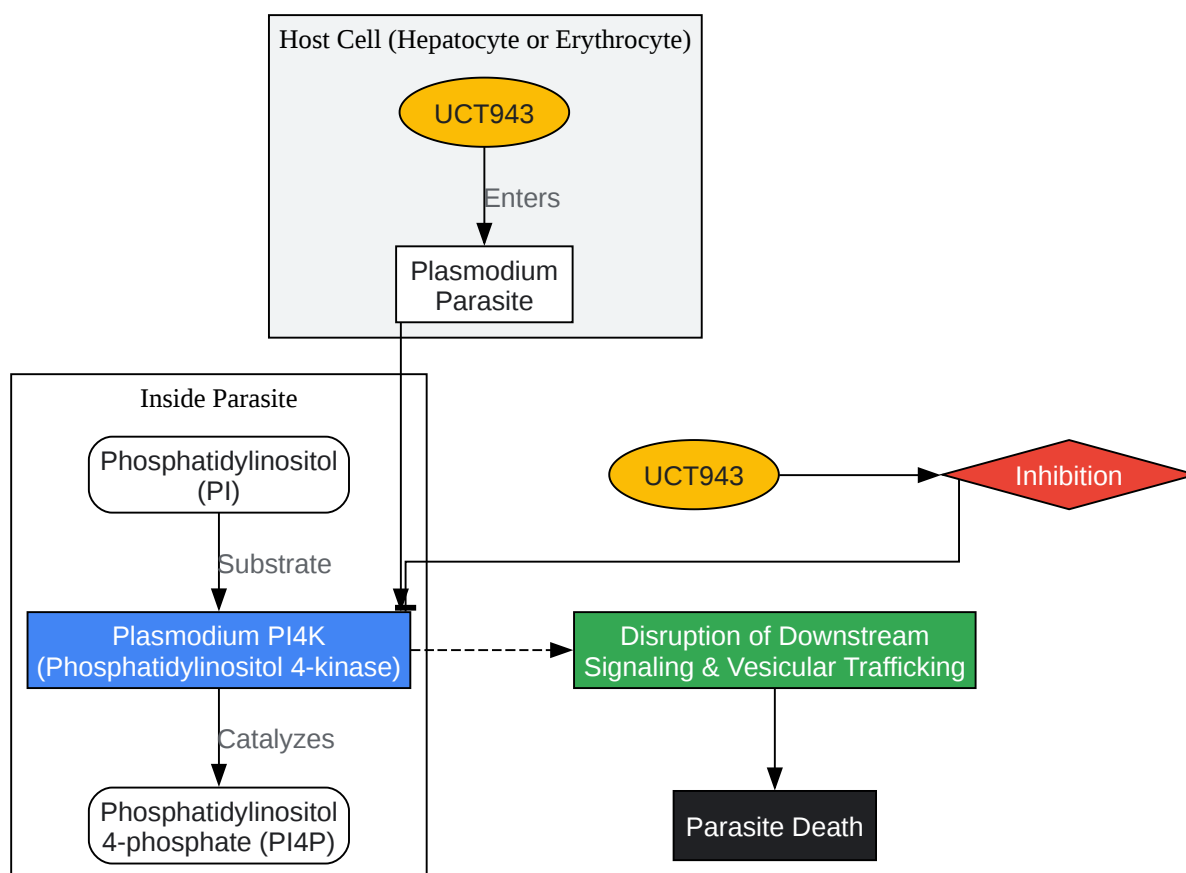 Host Cell (Hepatocyte or Erythrocyte)
UCT943
Enters
Plasmodium
Parasite
Inside Parasite
Phosphatidylinositol
(PI)
UCT943
Inhibition
Substrate
Plasmodium PI4K
(Phosphatidylinositol 4-kinase)
Disruption of Downstream
Signaling & Vesicular Trafficking
Catalyzes
Phosphatidylinositol
4-phosphate (PI4P)
Parasite Death